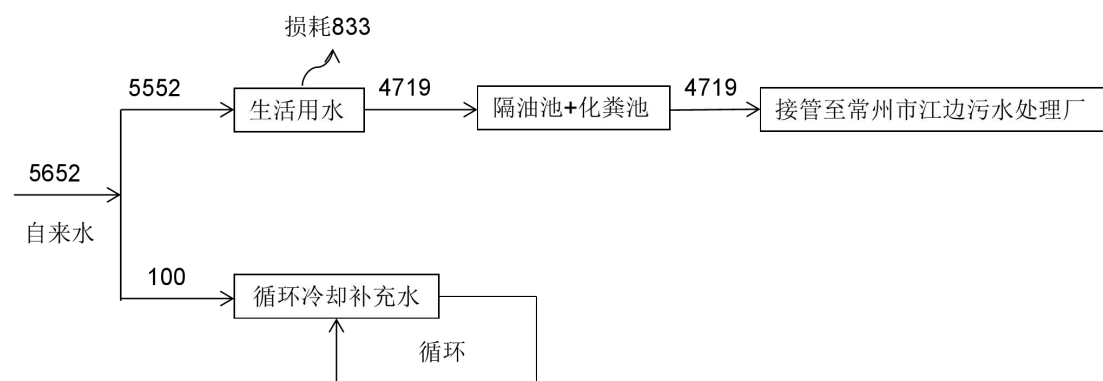 损耗833
5552
生活用水
4719
隔油池+化粪池
4719
接管至常州市江边污水处理厂
5652
自来水
100
循环冷却补充水
循环